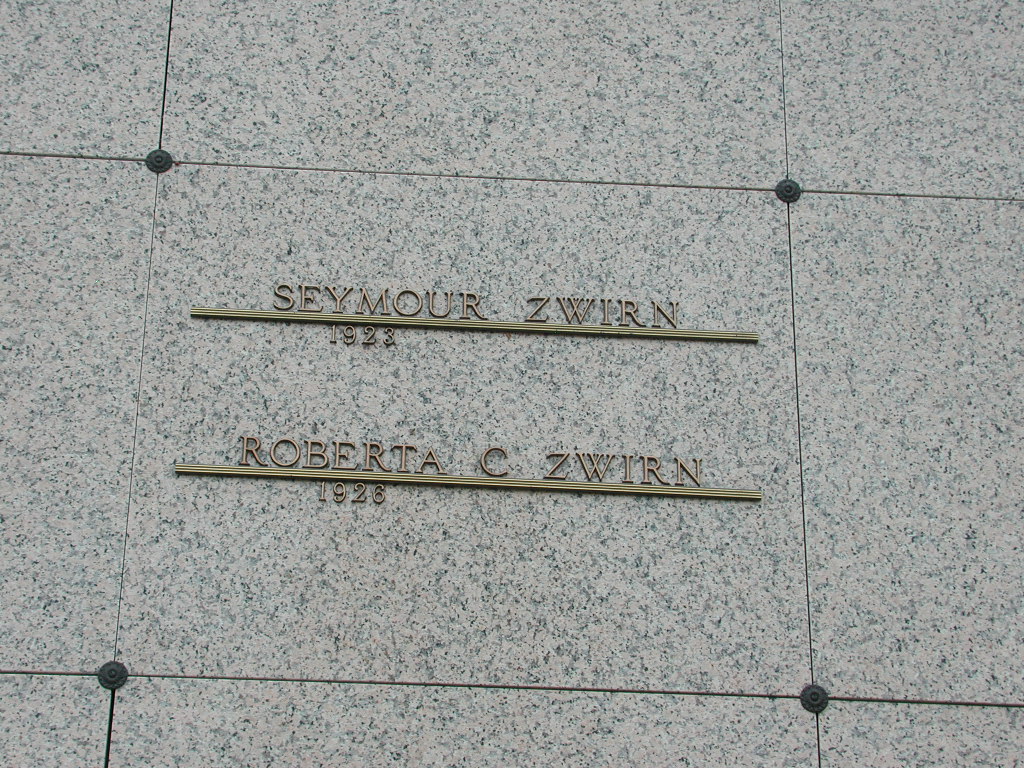 SEYMOUR ZWIRN
1923
ROBERTA C. ZWIRN
1926